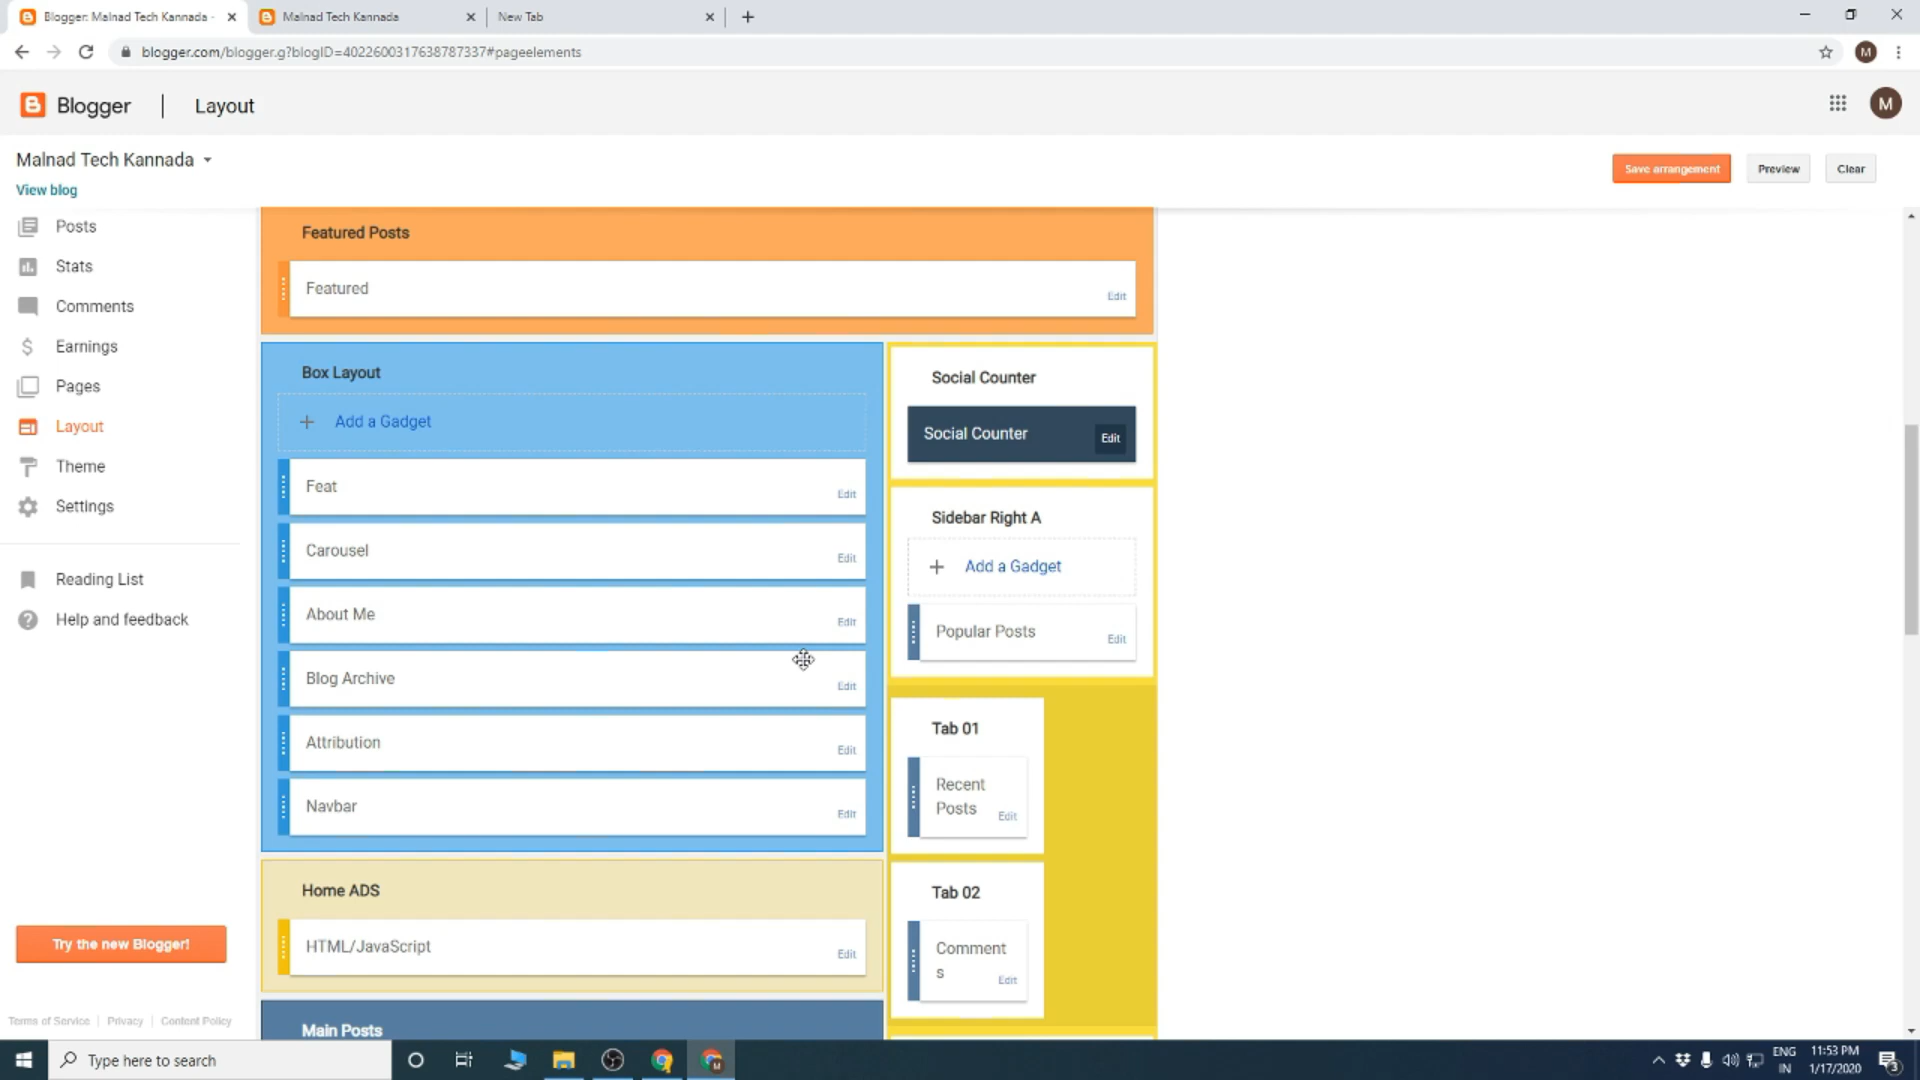 Blogger: Malnad Tech Kannada -
Malnad Tech Kannada
New Tab
blogger.com/blogger.g?blogID=4022600317638787337#pageelements
M
Blogger | Layout
M
Malnad Tech Kannada
View blog
Save arrangement
Preview
Clear
Posts
Stats
Comments
Earnings
Pages
Layout
Theme
Settings
Reading List
Help and feedback
Try the new Blogger!
Terms of Service | Privacy | Content Policy
Featured Posts
Featured
Edit
Box Layout
+ Add a Gadget
Feat
Edit
Carousel
Edit
About Me
Edit
Blog Archive
Edit
Attribution
Edit
Navbar
Edit
Home ADS
HTML/JavaScript
Edit
Main Posts
Social Counter
Social Counter
Edit
Sidebar Right A
+ Add a Gadget
Popular Posts
Edit
Tab 01
Recent
Posts
Edit
Tab 02
Comment
s
Edit
Type here to search
ENG
IN
11:53 PM
1/17/2020
3